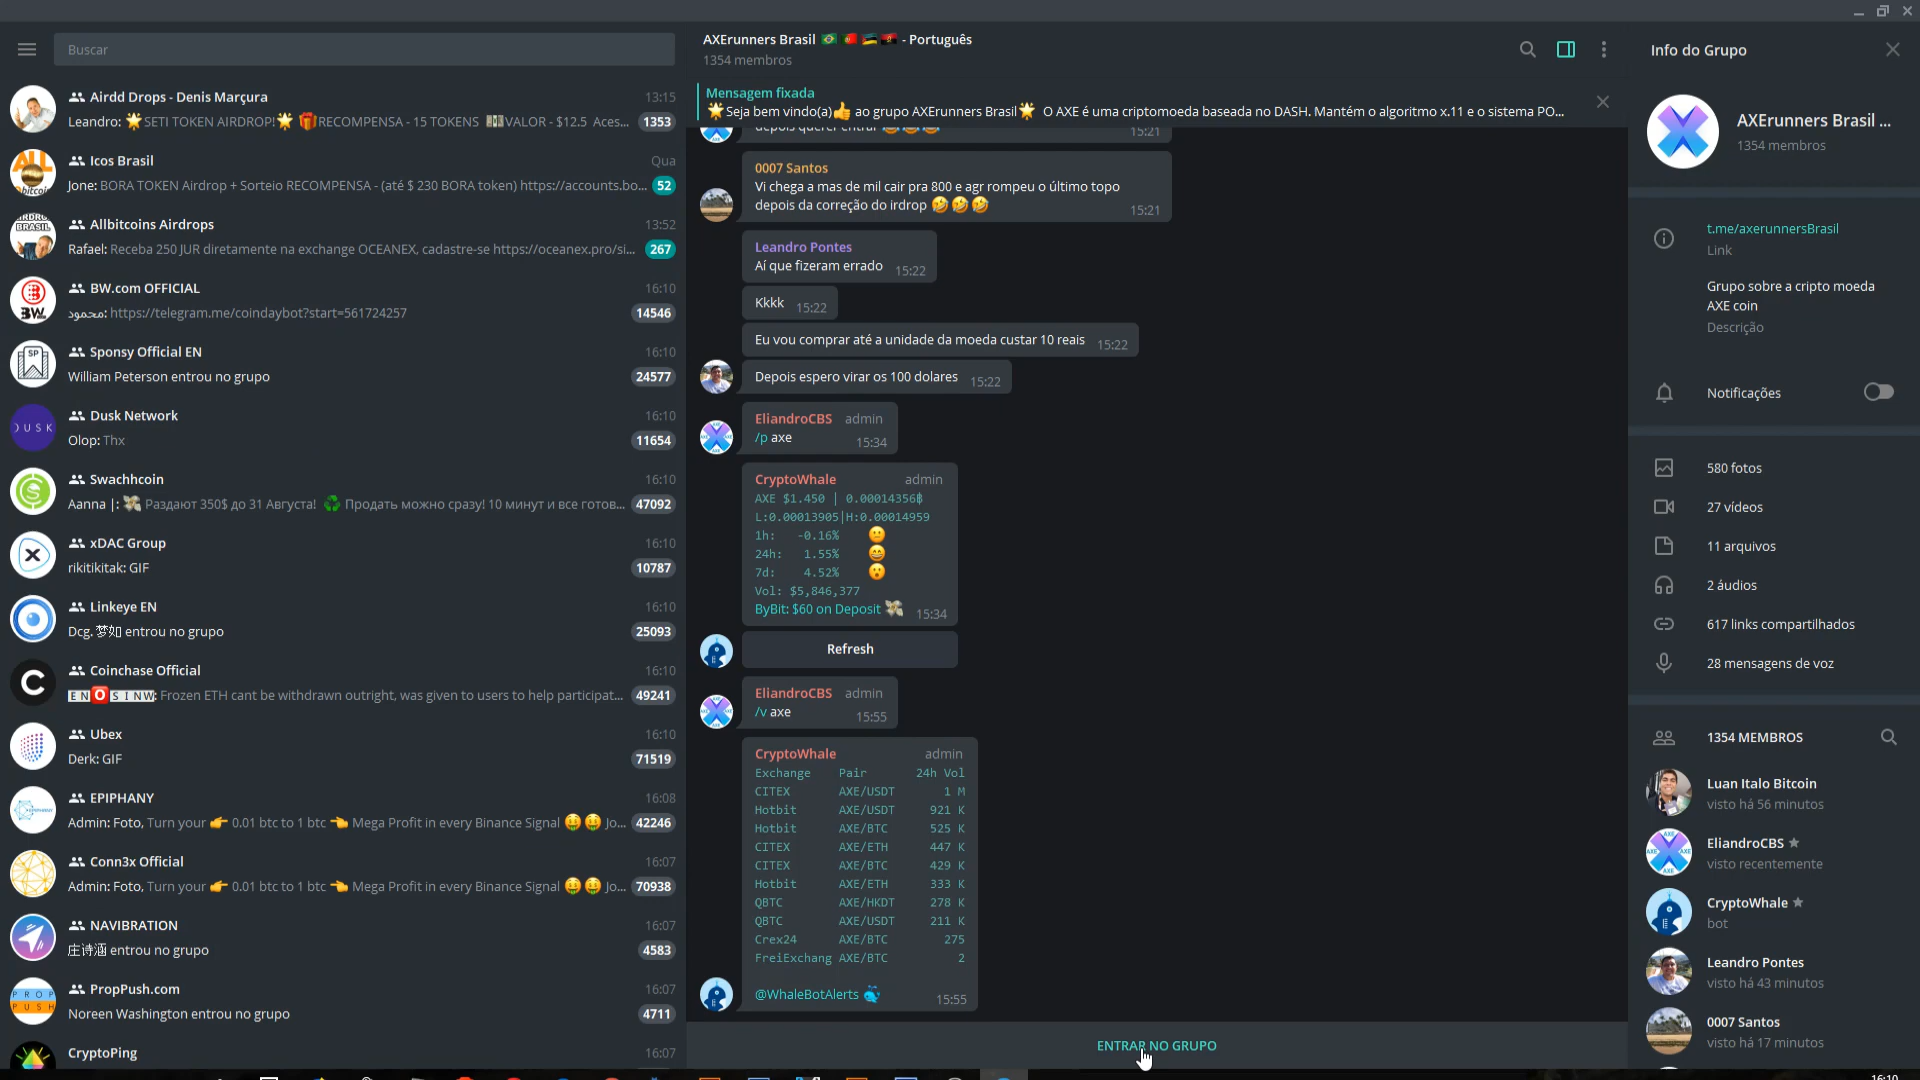 Buscar
Airdd Drops - Denis Marçura 13:15
Leandro: 🌟SETI TOKEN AIRDROP!🌟 🎁RECOMPENSA - 15 TOKENS 💵VALOR - $12.5 Aces... 1353
Icos Brasil Qua
Jone: BORA TOKEN Airdrop + Sorteio RECOMPENSA - (até $ 230 BORA token) https://accounts.bo... 52
Allbitcoins Airdrops 13:52
Rafael: Receba 250 JUR diretamente na exchange OCEANEX, cadastre-se https://oceanex.pro/si... 267
BW.com OFFICIAL 16:10
محمود: https://telegram.me/coindaybot?start=561724257 14546
Sponsy Official EN 16:10
William Peterson entrou no grupo 24577
Dusk Network 16:10
Olop: Thx 11654
Swachhcoin 16:10
Aanna |: 💸 Раздают 350$ до 31 Августа! ♻️ Продать можно сразу! 10 минут и все готов... 47092
xDAC Group 16:10
rikitikitak: GIF 10787
Linkeye EN 16:10
Dcg. 梦如 entrou no grupo 25093
Coinchase Official 16:10
E N O S I N W: Frozen ETH cant be withdrawn outright, was given to users to help participat... 49241
Ubex 16:10
Derk: GIF 71519
EPIPHANY 16:08
Admin: Foto, Turn your 👉 0.01 btc to 1 btc 👈 Mega Profit in every Binance Signal 🤑🤑 Jo... 42246
Conn3x Official 16:07
Admin: Foto, Turn your 👉 0.01 btc to 1 btc 👈 Mega Profit in every Binance Signal 🤑🤑 Jo... 70938
NAVIBRATION 16:07
庄诗涵 entrou no grupo 4583
PropPush.com 16:07
Noreen Washington entrou no grupo 4711
CryptoPing 16:07
AXErunners Brasil 🇧🇷 🇵🇹 🇲🇿 🇦🇴 - Português
1354 membros
Mensagem fixada
🌟Seja bem vindo(a)👍 ao grupo AXErunners Brasil🌟 O AXE é uma criptomoeda baseada no DASH. Mantém o algoritmo x.11 e o sistema PO...
depois querer entrar 15:21
0007 Santos
Vi chega a mas de mil cair pra 800 e agr rompeu o último topo
depois da correção do irdrop 🤣🤣🤣 15:21
Leandro Pontes
Aí que fizeram errado 15:22
Kkkk 15:22
Eu vou comprar até a unidade da moeda custar 10 reais 15:22
Depois espero virar os 100 dolares 15:22
EliandroCBS admin
/p axe 15:34
CryptoWhale admin
AXE $1.450 | 0.00014356฿
L:0.00013905|H:0.00014959
1h: -0.16% 😕
24h: 1.55% 😄
7d: 4.52% 😮
Vol: $5,846,377
ByBit: $60 on Deposit 💸 15:34
Refresh
EliandroCBS admin
/v axe 15:55
CryptoWhale admin
Exchange Pair 24h Vol
CITEX AXE/USDT 1 M
Hotbit AXE/USDT 921 K
Hotbit AXE/BTC 525 K
CITEX AXE/ETH 447 K
CITEX AXE/BTC 429 K
Hotbit AXE/ETH 333 K
QBTC AXE/HKDT 278 K
QBTC AXE/USDT 211 K
Crex24 AXE/BTC 275
FreiExchang AXE/BTC 2
@WhaleBotAlerts 🐳 15:55
ENTRAR NO GRUPO
Info do Grupo
AXErunners Brasil ...
1354 membros
t.me/axerunnersBrasil
Link
Grupo sobre a cripto moeda
AXE coin
Descrição
Notificações
580 fotos
27 vídeos
11 arquivos
2 áudios
617 links compartilhados
28 mensagens de voz
1354 MEMBROS
Luan Italo Bitcoin
visto há 56 minutos
EliandroCBS ★
visto recentemente
CryptoWhale ★
bot
Leandro Pontes
visto há 43 minutos
0007 Santos
visto há 17 minutos
16:10